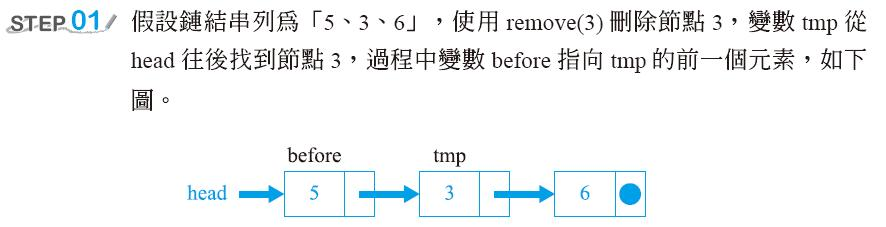 STEP 01 假設鏈結串列為「5、3、6」,使用 remove(3) 刪除節點 3,變數 tmp 從
head 往後找到節點 3,過程中變數 before 指向 tmp 的前一個元素,如下
圖。
before tmp
head 5 3 6